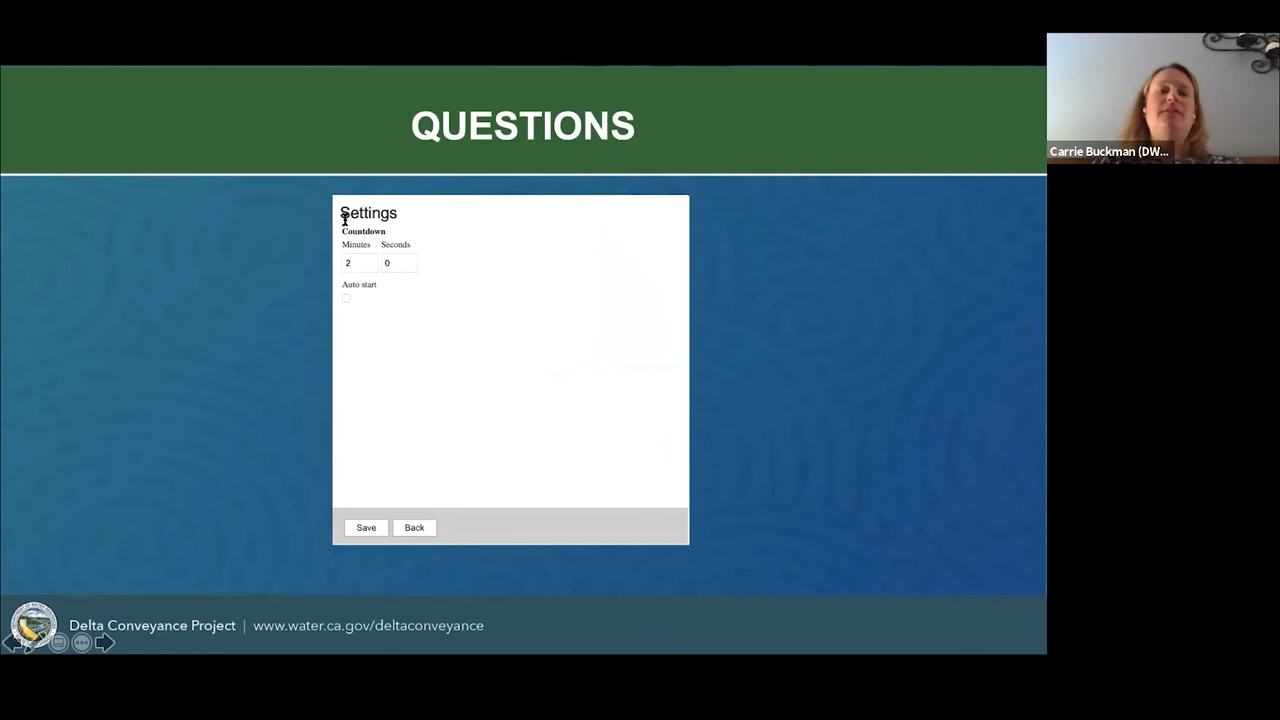 QUESTIONS
Carrie Buckman (DW...
Settings
Countdown
Minutes Seconds
2 0
Auto start
Save Back
Delta Conveyance Project | www.water.ca.gov/deltaconveyance